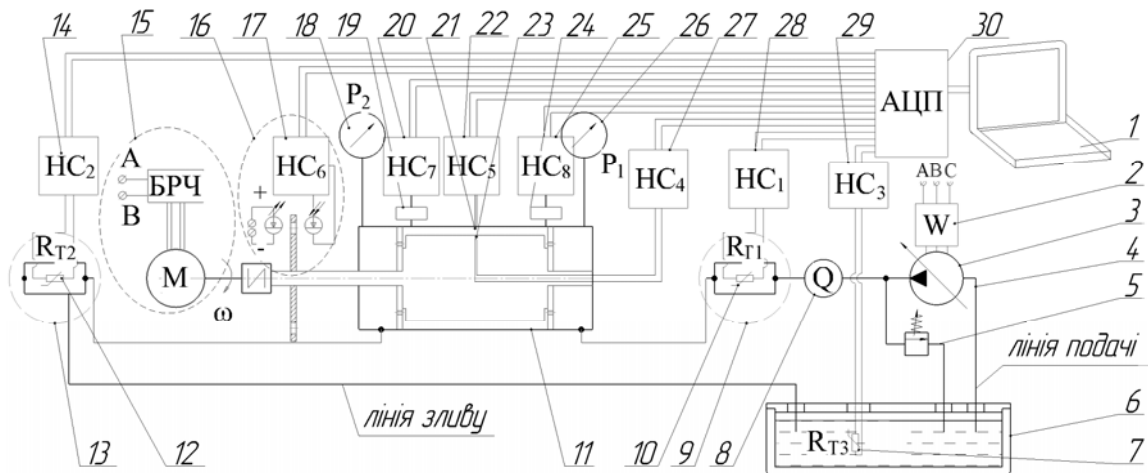 14 15 16 17 18 19 20 21 22 23 24 25 26 27 28 29 30
P2
P1
АЦП
НС2
НС6
НС7
НС5
НС8
НС4
НС1
НС3
A
B
БРЧ
+
-
A B C
W
1
2
3
4
5
RТ2
RТ1
М
ω
Q
лінія подачі
лінія зливу
RТ3
6
7
13 12 11 10 9 8